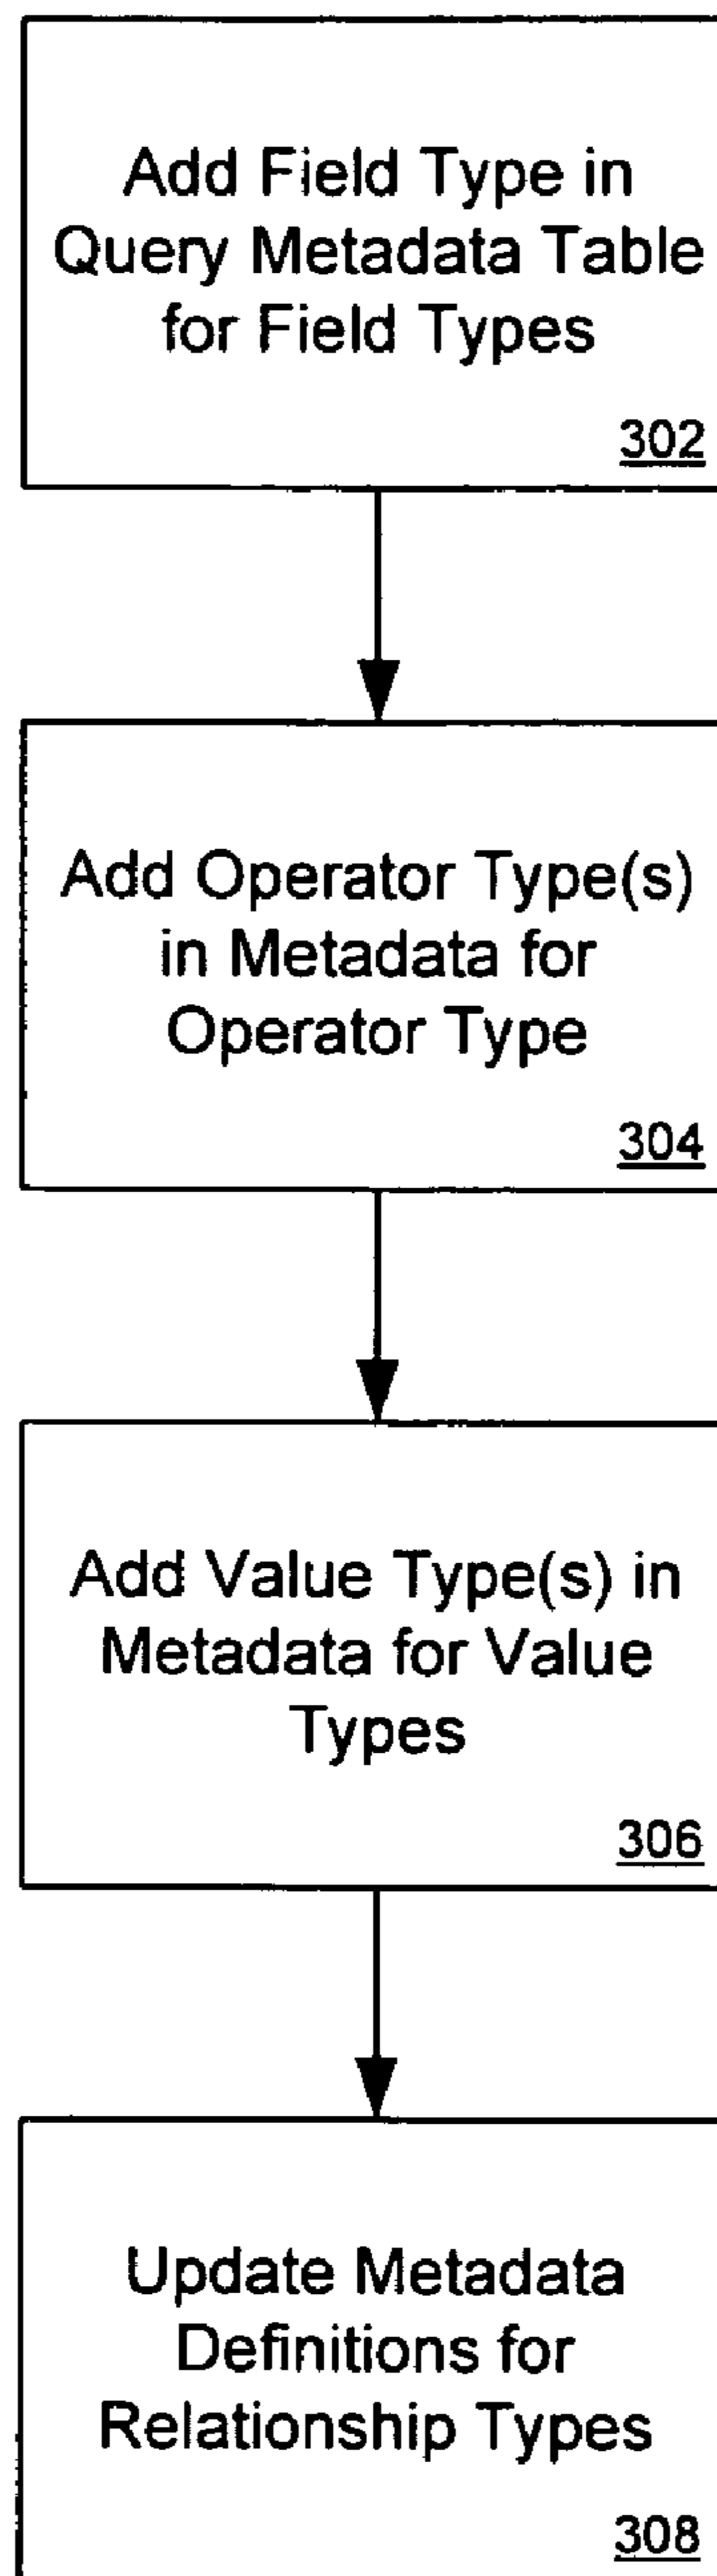 Add Field Type in
Query Metadata Table
for Field Types
302
Add Operator Type(s)
in Metadata for
Operator Type
304
Add Value Type(s) in
Metadata for Value
Types
306
Update Metadata
Definitions for
Relationship Types
308